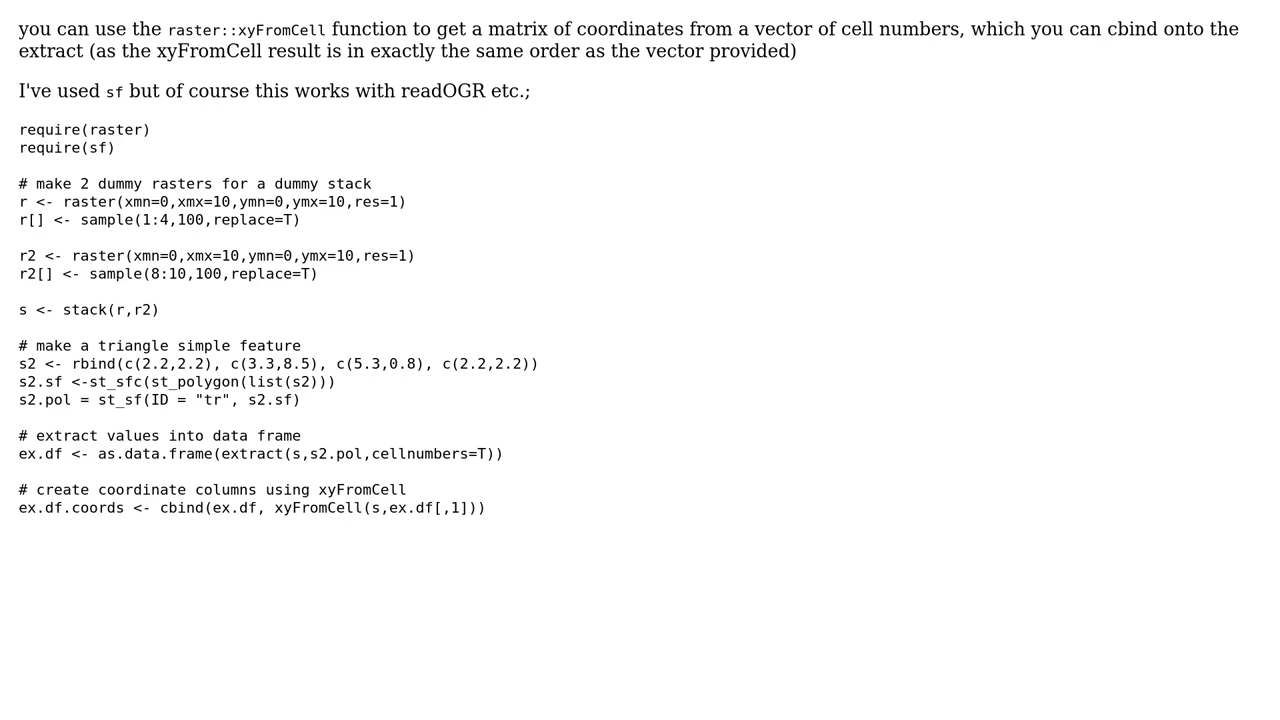 you can use the raster::xyFromCell function to get a matrix of coordinates from a vector of cell numbers, which you can cbind onto the
extract (as the xyFromCell result is in exactly the same order as the vector provided)
I've used sf but of course this works with readOGR etc.;
require(raster)
require(sf)
# make 2 dummy rasters for a dummy stack
r <- raster(xmn=0,xmx=10,ymn=0,ymx=10,res=1)
r[] <- sample(1:4,100,replace=T)
r2 <- raster(xmn=0,xmx=10,ymn=0,ymx=10,res=1)
r2[] <- sample(8:10,100,replace=T)
s <- stack(r,r2)
# make a triangle simple feature
s2 <- rbind(c(2.2,2.2), c(3.3,8.5), c(5.3,0.8), c(2.2,2.2))
s2.sf <-st_sfc(st_polygon(list(s2)))
s2.pol = st_sf(ID = "tr", s2.sf)
# extract values into data frame
ex.df <- as.data.frame(extract(s,s2.pol,cellnumbers=T))
# create coordinate columns using xyFromCell
ex.df.coords <- cbind(ex.df, xyFromCell(s,ex.df[,1]))